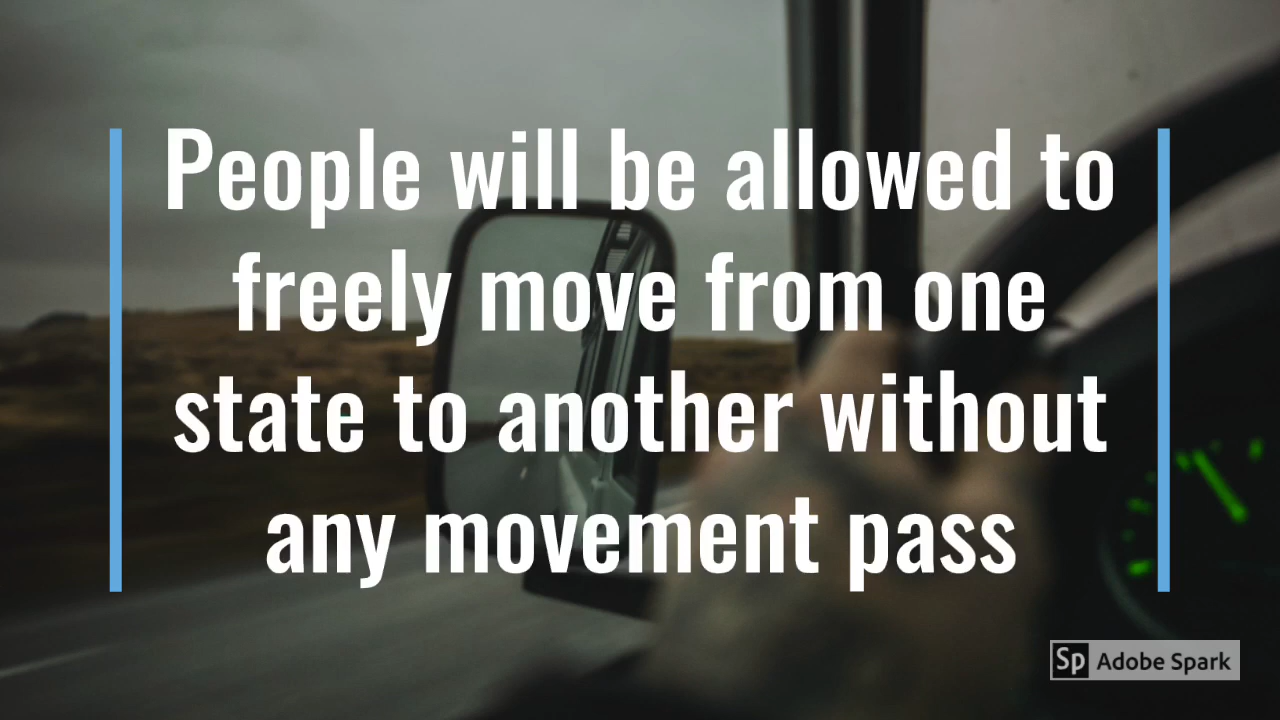 People will be allowed to
freely move from one
state to another without
any movement pass
Sp Adobe Spark